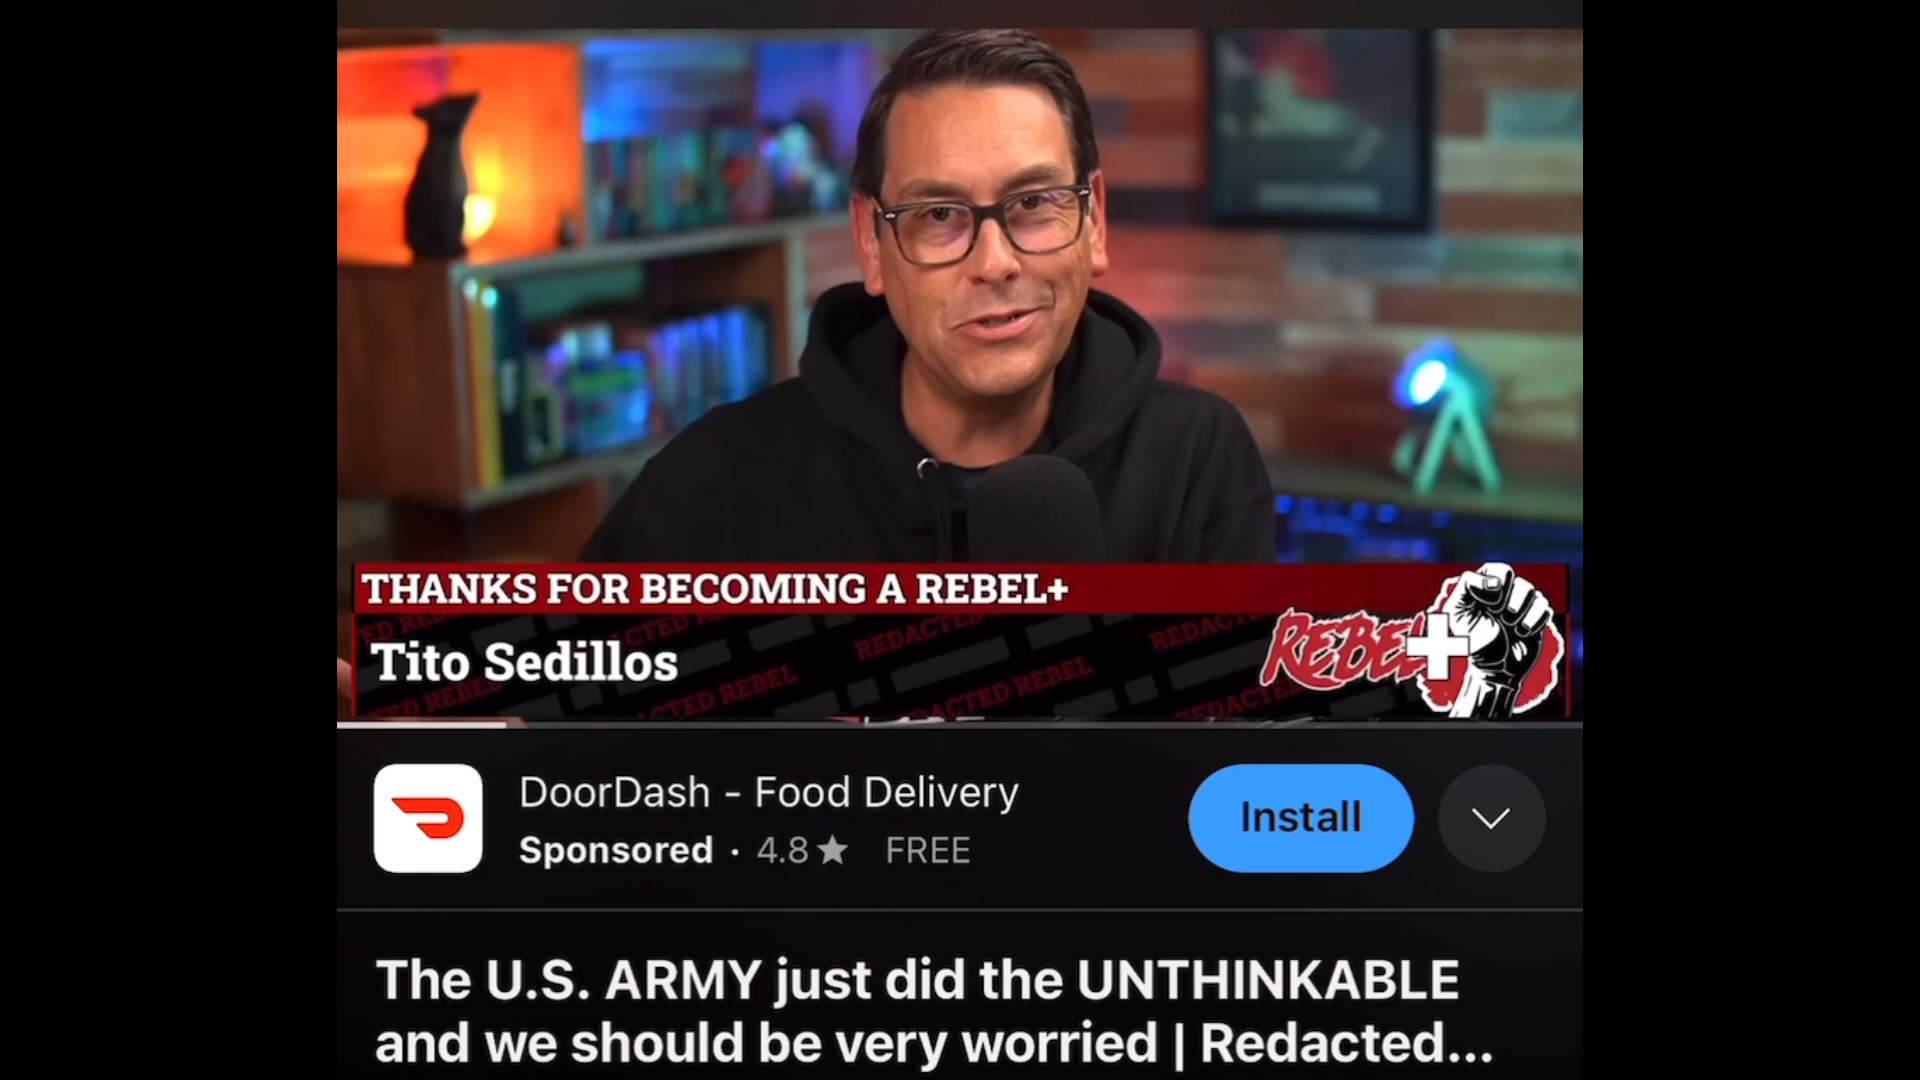 THANKS FOR BECOMING A REBEL+
Tito Sedillos
REBEL+
DoorDash - Food Delivery
Sponsored · 4.8★ FREE
Install
The U.S. ARMY just did the UNTHINKABLE
and we should be very worried | Redacted...